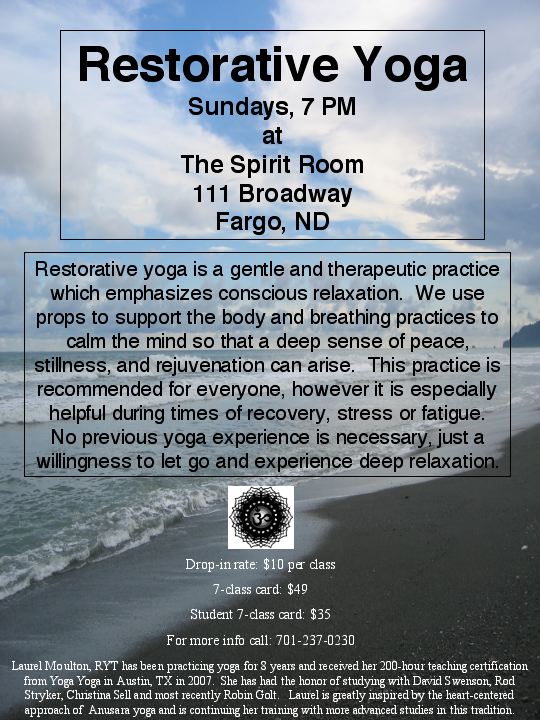 Restorative Yoga
Sundays, 7 PM
at
The Spirit Room
111 Broadway
Fargo, ND
Restorative yoga is a gentle and therapeutic practice
which emphasizes conscious relaxation.  We use
props to support the body and breathing practices to
calm the mind so that a deep sense of peace,
stillness, and rejuvenation can arise.  This practice is
recommended for everyone, however it is especially
helpful during times of recovery, stress or fatigue.
No previous yoga experience is necessary, just a
willingness to let go and experience deep relaxation.
ॐ
Drop-in rate: $10 per class
7-class card: $49
Student 7-class card: $35
For more info call: 701-237-0230
Laurel Moulton, RYT has been practicing yoga for 8 years and received her 200-hour teaching certification
from Yoga Yoga in Austin, TX in 2007.  She has had the honor of studying with David Swenson, Rod
Stryker, Christina Sell and most recently Robin Golt.   Laurel is greatly inspired by the heart-centered
approach of  Anusara yoga and is continuing her training with more advanced studies in this tradition.